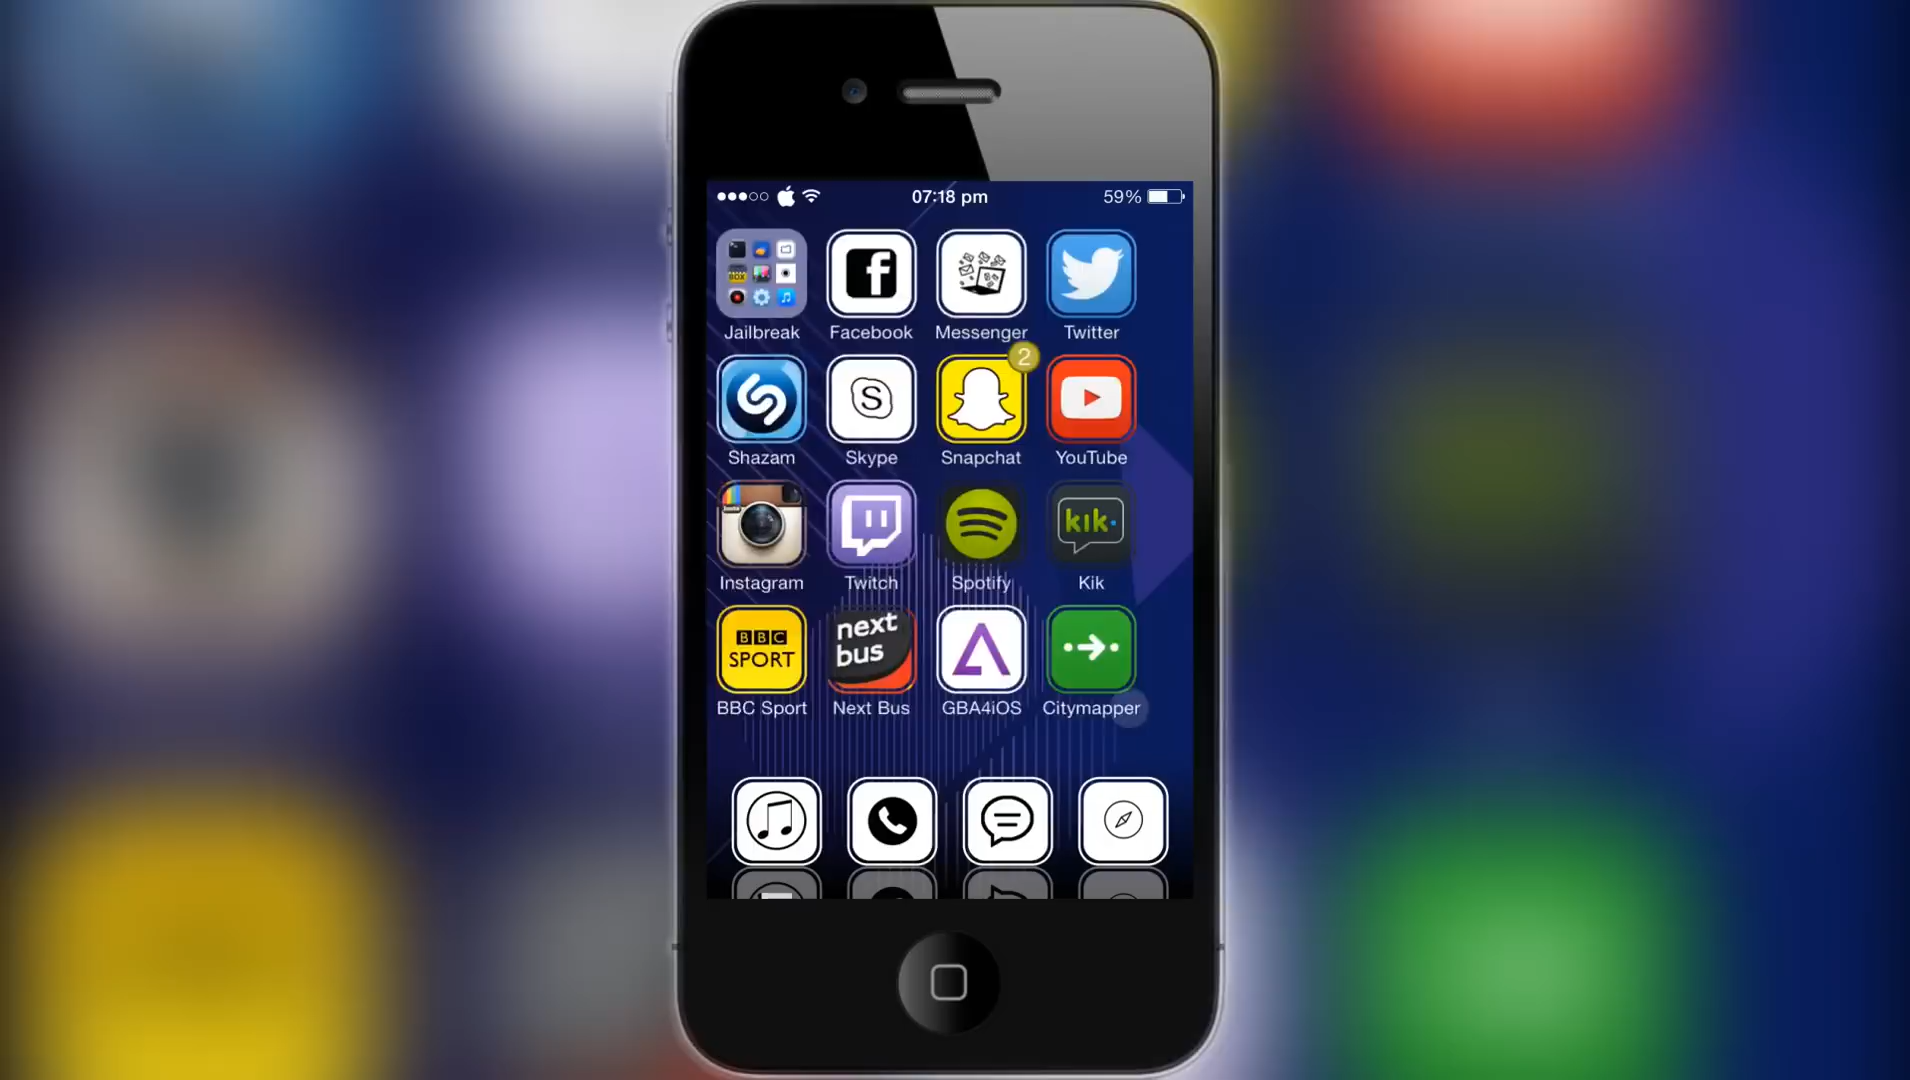 07:18 pm 59%
Jailbreak Facebook Messenger Twitter
2
Shazam Skype Snapchat YouTube
kik.
Instagram Twitch Spotify Kik
BBC SPORT next bus
BBC Sport Next Bus GBA4iOS Citymapper